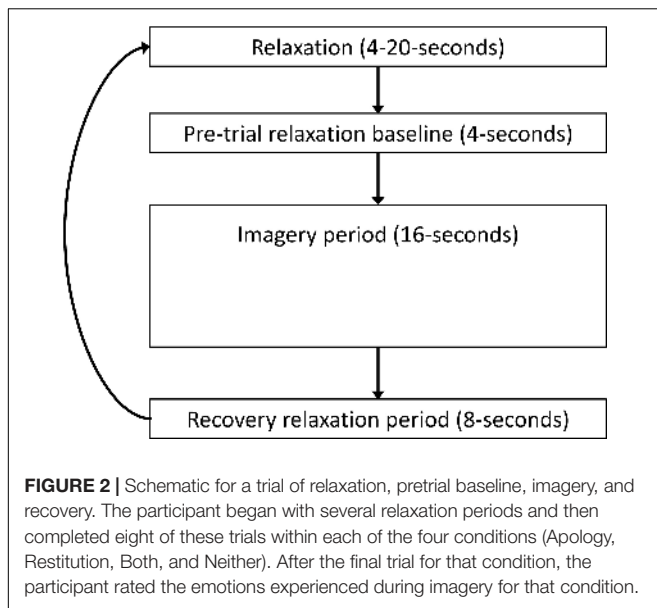 Relaxation (4-20-seconds)
Pre-trial relaxation baseline (4-seconds)
Imagery period (16-seconds)
Recovery relaxation period (8-seconds)
FIGURE 2 | Schematic for a trial of relaxation, pretrial baseline, imagery, and
recovery. The participant began with several relaxation periods and then
completed eight of these trials within each of the four conditions (Apology,
Restitution, Both, and Neither). After the final trial for that condition, the
participant rated the emotions experienced during imagery for that condition.